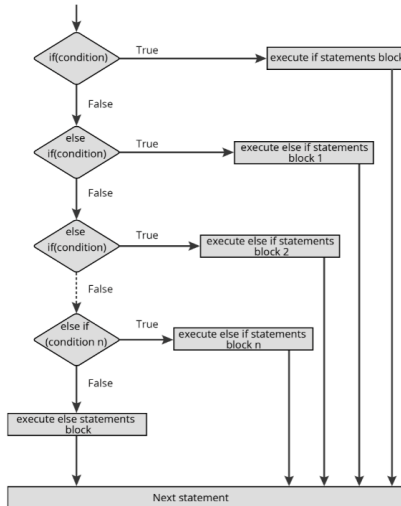 if(condition)
True
execute if statements block
False
else
if(condition)
True
execute else if statements
block 1
False
else
if(condition)
True
execute else if statements
block 2
False
else if
(condition n)
True
execute else if statements
block n
False
execute else statements
block
Next statement